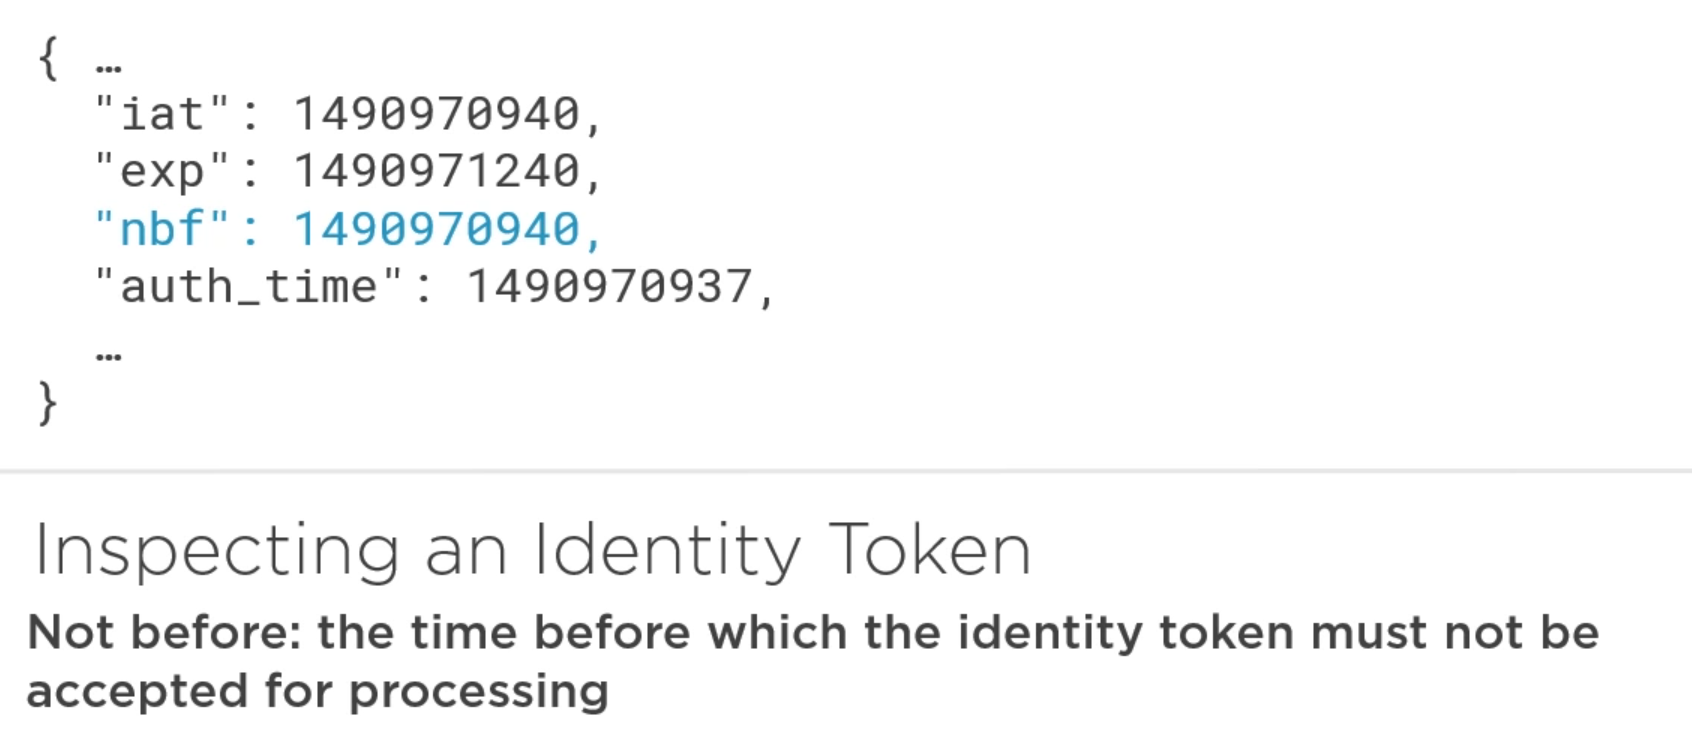 { …
"iat": 1490970940,
"exp": 1490971240,
"nbf": 1490970940,
"auth_time": 1490970937,
…
}
Inspecting an Identity Token
Not before: the time before which the identity token must not be
accepted for processing